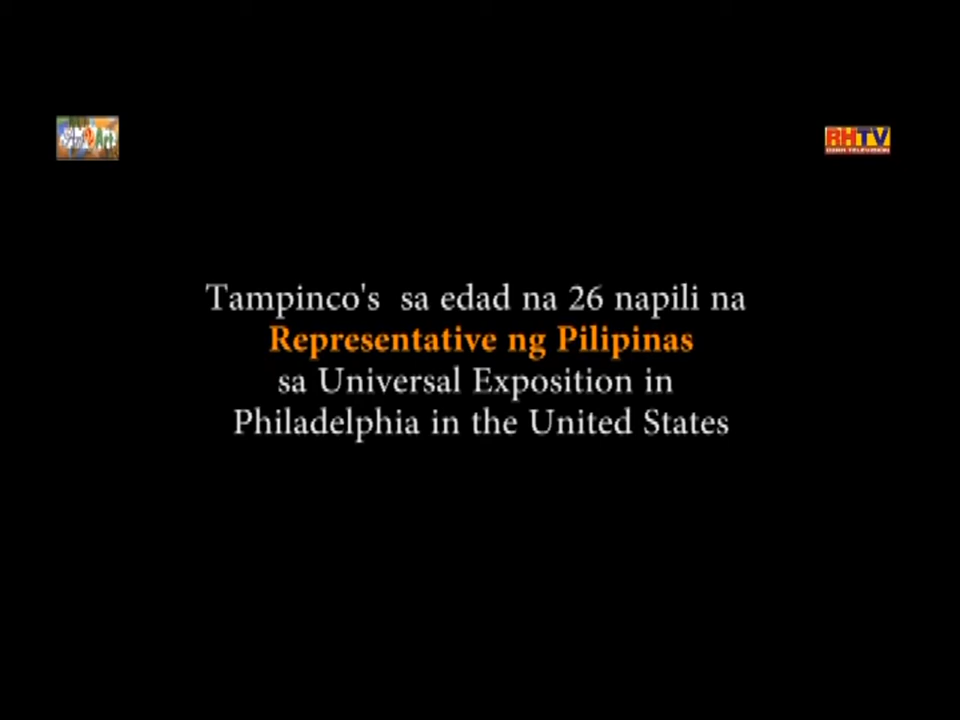 RHTV
Tampinco's sa edad na 26 napili na
Representative ng Pilipinas
sa Universal Exposition in
Philadelphia in the United States